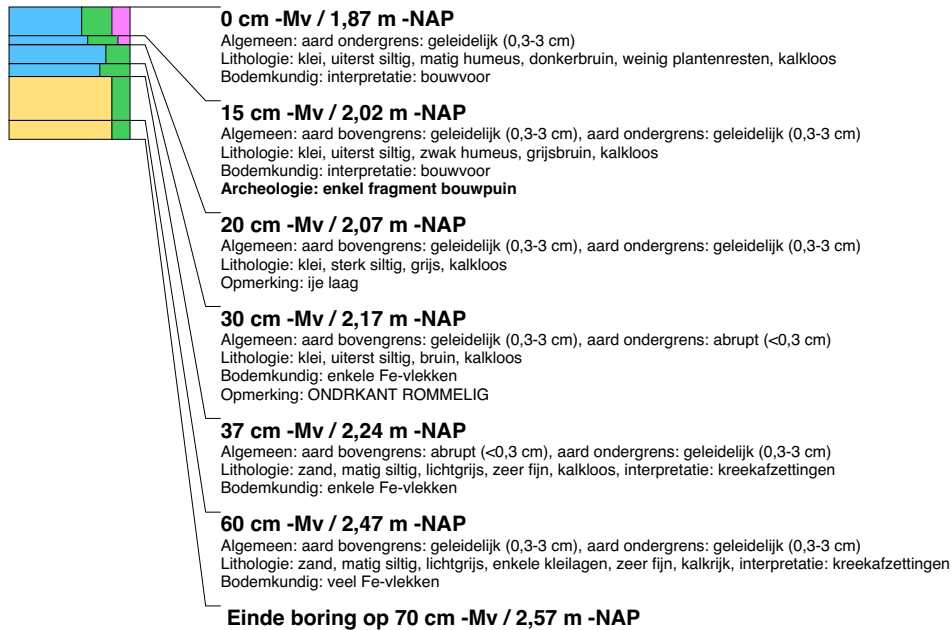 0 cm -Mv / 1,87 m -NAP
Algemeen: aard ondergrens: geleidelijk (0,3-3 cm)
Lithologie: klei, uiterst siltig, matig humeus, donkerbruin, weinig plantenresten, kalkloos
Bodemkundig: interpretatie: bouwvoor
15 cm -Mv / 2,02 m -NAP
Algemeen: aard bovengrens: geleidelijk (0,3-3 cm), aard ondergrens: geleidelijk (0,3-3 cm)
Lithologie: klei, uiterst siltig, zwak humeus, grijsbruin, kalkloos
Bodemkundig: interpretatie: bouwvoor
Archeologie: enkel fragment bouwpuin
20 cm -Mv / 2,07 m -NAP
Algemeen: aard bovengrens: geleidelijk (0,3-3 cm), aard ondergrens: geleidelijk (0,3-3 cm)
Lithologie: klei, sterk siltig, grijs, kalkloos
Opmerking: ije laag
30 cm -Mv / 2,17 m -NAP
Algemeen: aard bovengrens: geleidelijk (0,3-3 cm), aard ondergrens: abrupt (<0,3 cm)
Lithologie: klei, uiterst siltig, bruin, kalkloos
Bodemkundig: enkele Fe-vlekken
Opmerking: ONDRKANT ROMMELIG
37 cm -Mv / 2,24 m -NAP
Algemeen: aard bovengrens: abrupt (<0,3 cm), aard ondergrens: geleidelijk (0,3-3 cm)
Lithologie: zand, matig siltig, lichtgrijs, zeer fijn, kalkloos, interpretatie: kreekafzettingen
Bodemkundig: enkele Fe-vlekken
60 cm -Mv / 2,47 m -NAP
Algemeen: aard bovengrens: geleidelijk (0,3-3 cm), aard ondergrens: geleidelijk (0,3-3 cm)
Lithologie: zand, matig siltig, lichtgrijs, enkele kleilagen, zeer fijn, kalkrijk, interpretatie: kreekafzettingen
Bodemkundig: veel Fe-vlekken
Einde boring op 70 cm -Mv / 2,57 m -NAP